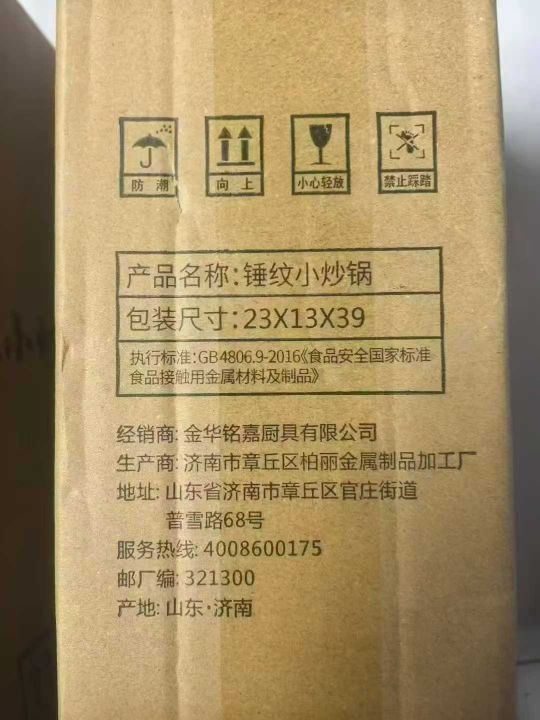 防潮 向上 小心轻放 禁止踩踏
产品名称:锤纹小炒锅
包装尺寸:23X13X39
执行标准:GB4806.9-2016《食品安全国家标准
食品接触用金属材料及制品》
经销商:金华铭嘉厨具有限公司
生产商:济南市章丘区柏丽金属制品加工厂
地址:山东省济南市章丘区官庄街道
普雪路68号
服务热线:4008600175
邮厂编:321300
产地:山东·济南